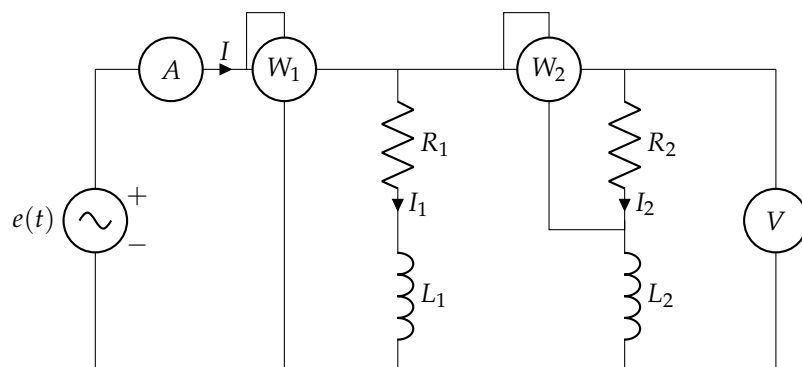 I
A
W₁
W₂
R₁
R₂
+
e(t)
−
I₁
I₂
V
L₁
L₂